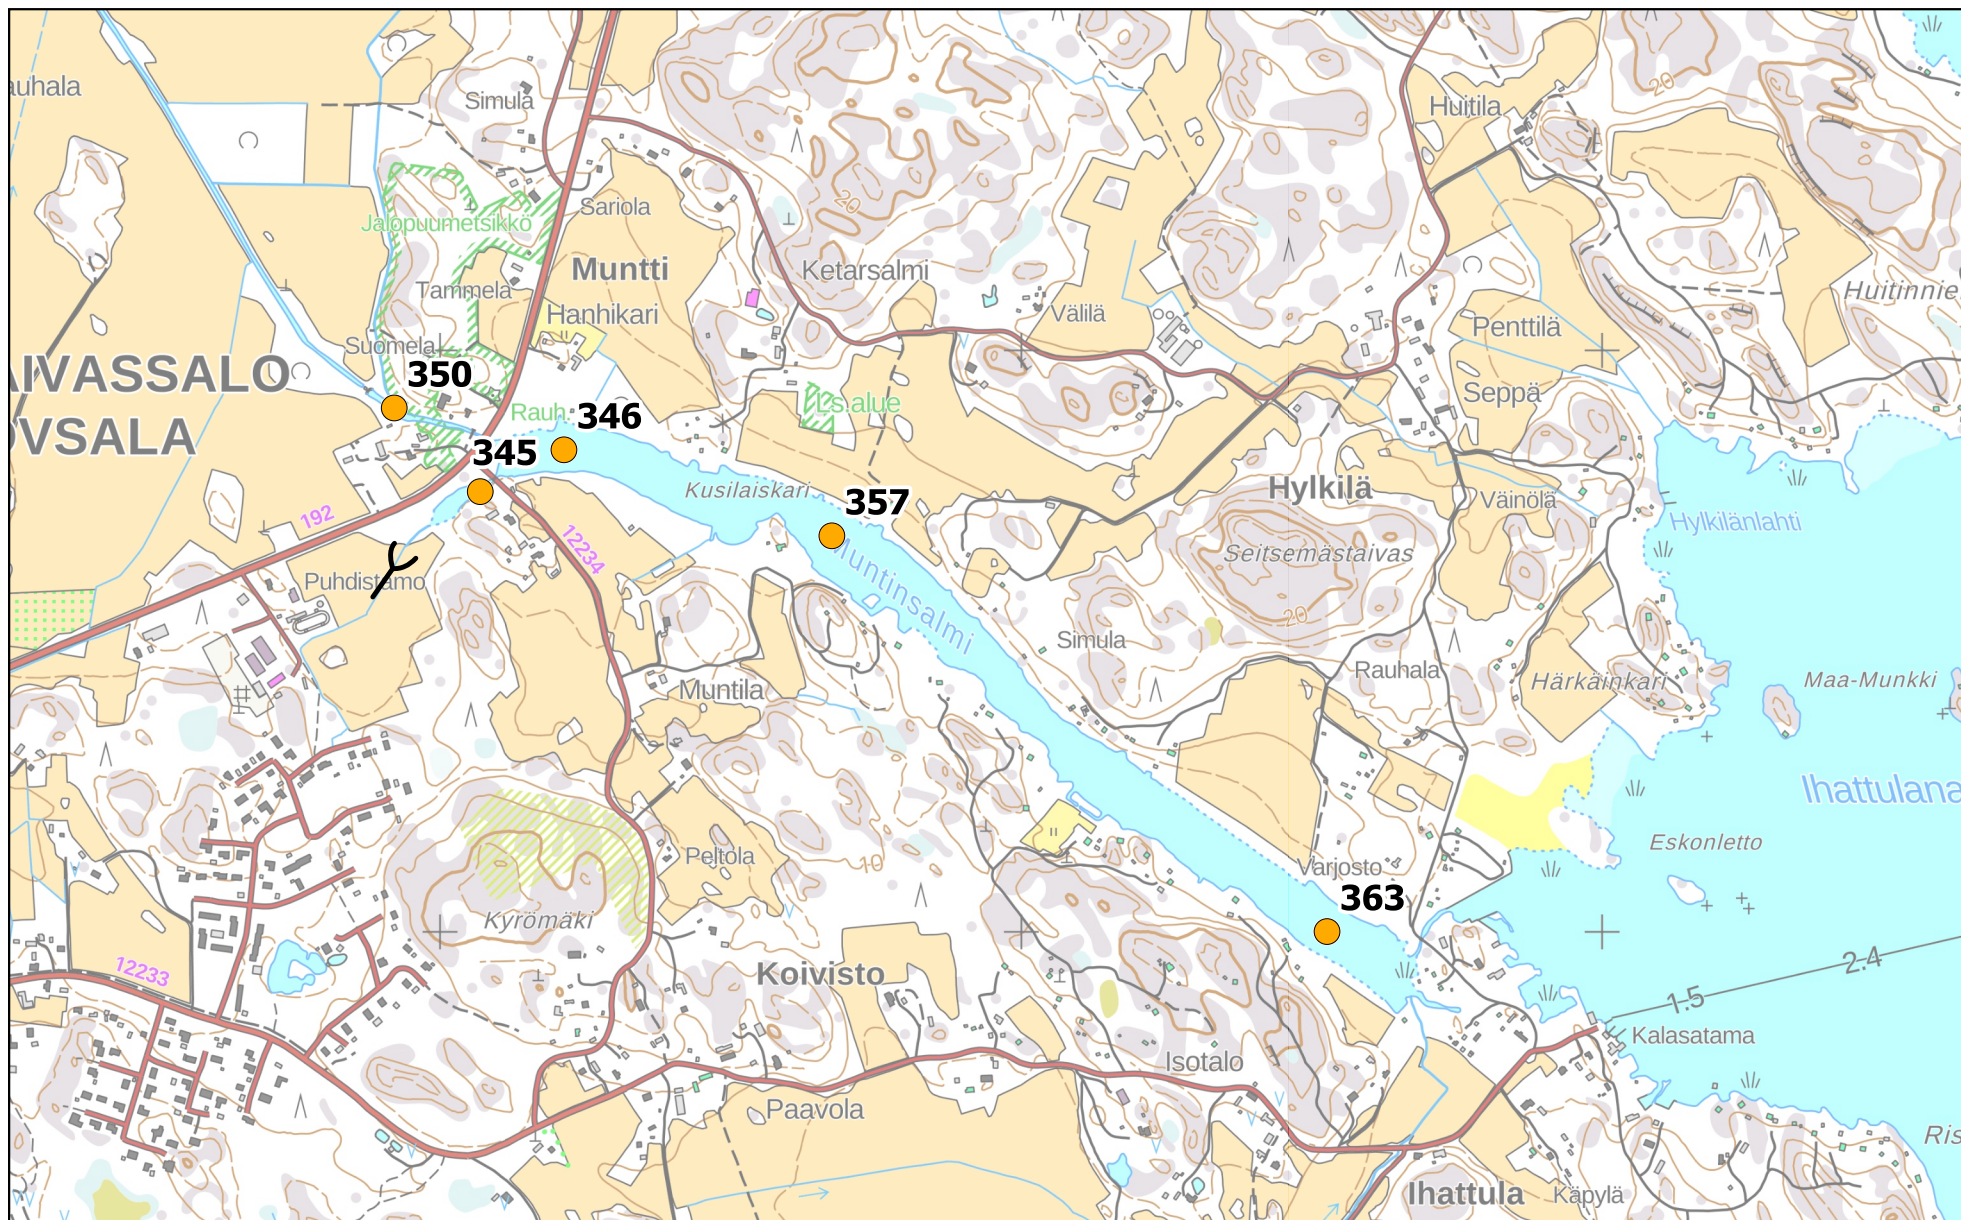 auhala
Simula
Huitila
20
20
Jalopuumetsikkö
Sariola
Muntti
Ketarsalmi
Tammela
Hanhikari
Välilä
Huitinnie
Penttilä
Suomela
AIVASSALO
350
Seppä
Ls.alue
Rauh.
346
OVSALA
345
Kusilaiskari
357
Hylkilä
Väinölä
192
Hylkilänlahti
12234
Seitsemästaivas
Muntinsalmi
Puhdistamo
20
Simula
Rauhala
Härkäinkari
Maa-Munkki
Muntila
Ihattulana
Eskonletto
Peltola
10
Varjosto
363
Kyrömäki
2.4
12233
Koivisto
1.5
Kalasatama
Isotalo
Paavola
Ris
Ihattula
Käpylä